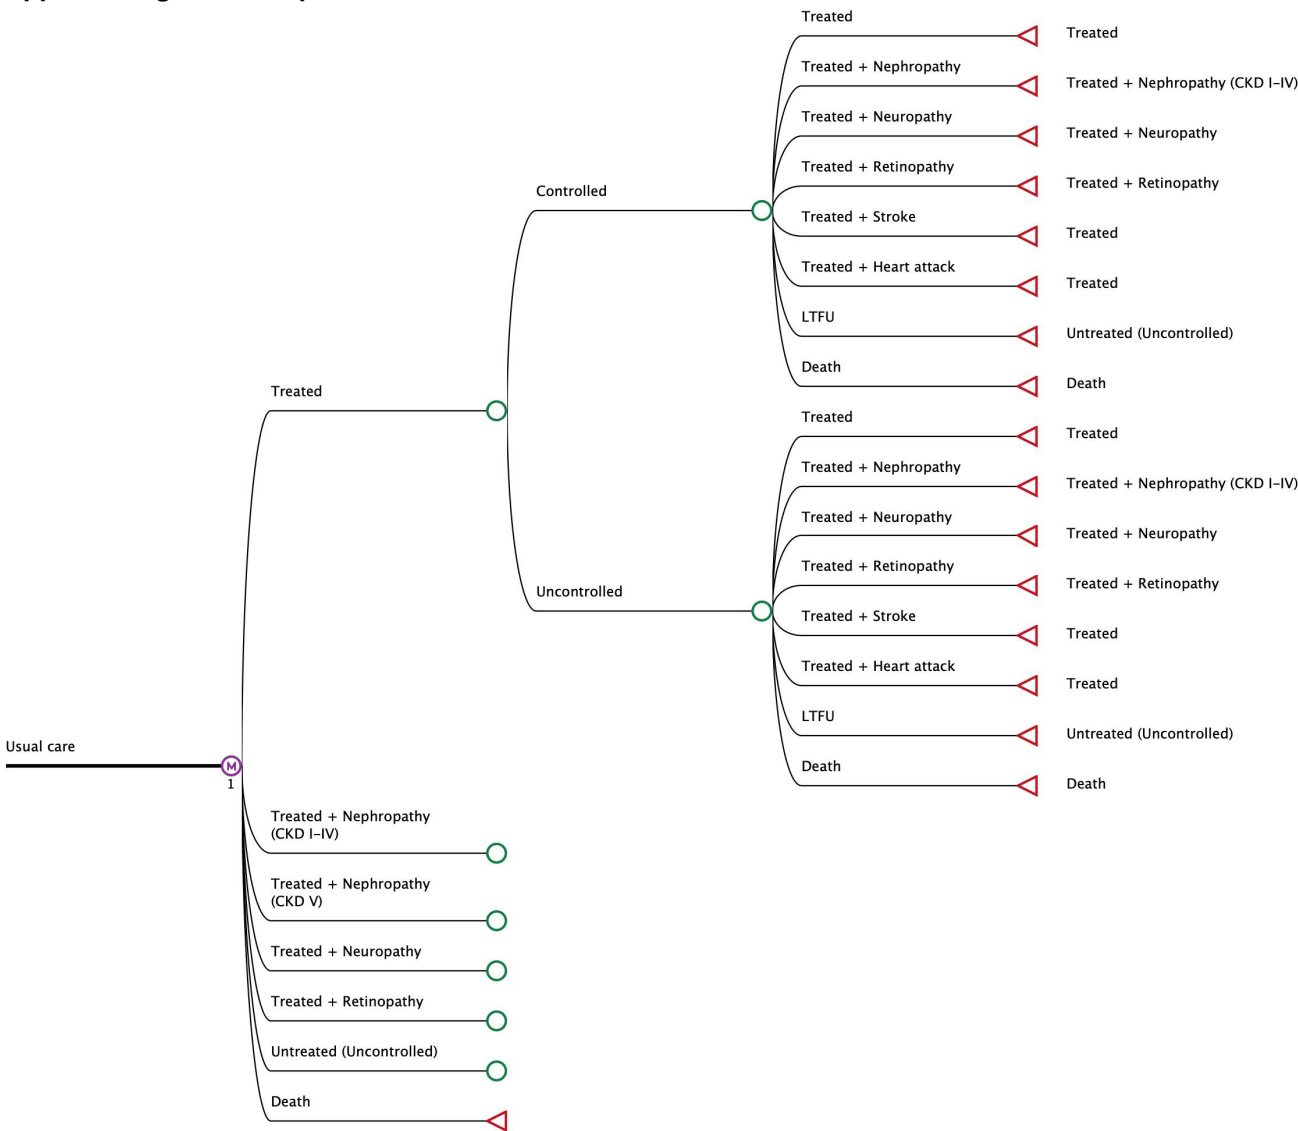 Treated
Treated
Treated + Nephropathy
Treated + Nephropathy (CKD I–IV)
Treated + Neuropathy
Treated + Neuropathy
Treated + Retinopathy
Treated + Retinopathy
Controlled
Treated + Stroke
Treated
Treated + Heart attack
Treated
LTFU
Untreated (Uncontrolled)
Death
Death
Treated
Treated
Treated
Treated + Nephropathy
Treated + Nephropathy (CKD I–IV)
Treated + Neuropathy
Treated + Neuropathy
Treated + Retinopathy
Treated + Retinopathy
Uncontrolled
Treated + Stroke
Treated
Treated + Heart attack
Treated
LTFU
Untreated (Uncontrolled)
Usual care
M
1
Death
Death
Treated + Nephropathy
(CKD I–IV)
Treated + Nephropathy
(CKD V)
Treated + Neuropathy
Treated + Retinopathy
Untreated (Uncontrolled)
Death